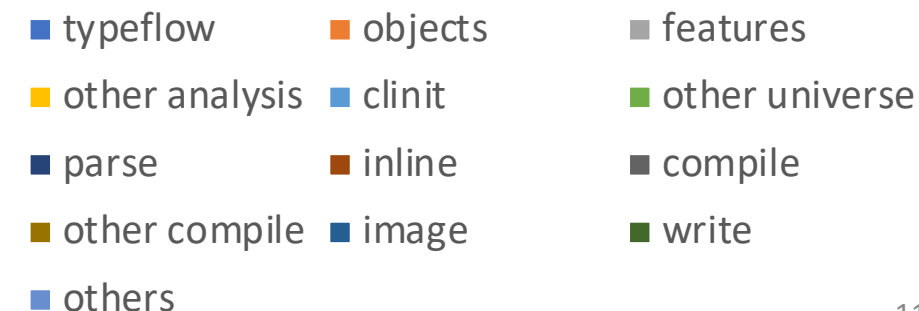 typeflow objects features
other analysis clinit other universe
parse inline compile
other compile image write
others